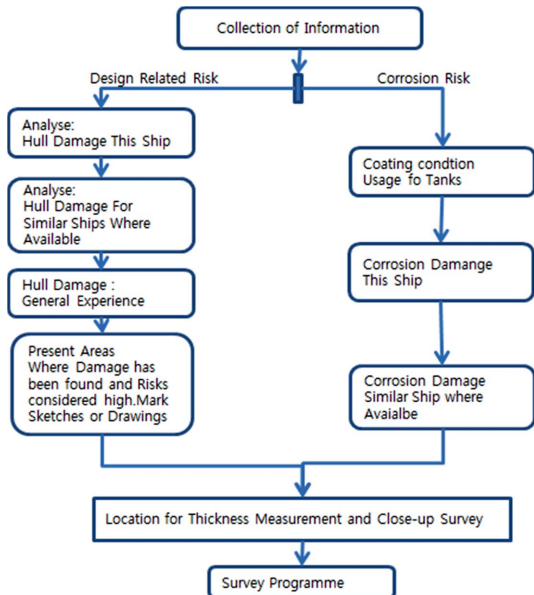 Collection of Information
Design Related Risk
Corrosion Risk
Analyse:
Hull Damage This Ship
Analyse:
Hull Damage For
Similar Ships Where
Available
Hull Damage :
General Experience
Present Areas
Where Damage has
been found and Risks
considered high.Mark
Sketches or Drawings
Coating condtion
Usage fo Tanks
Corrosion Damange
This Ship
Corrosion Damage
Similar Ship where
Avaialbe
Location for Thickness Measurement and Close-up Survey
Survey Programme